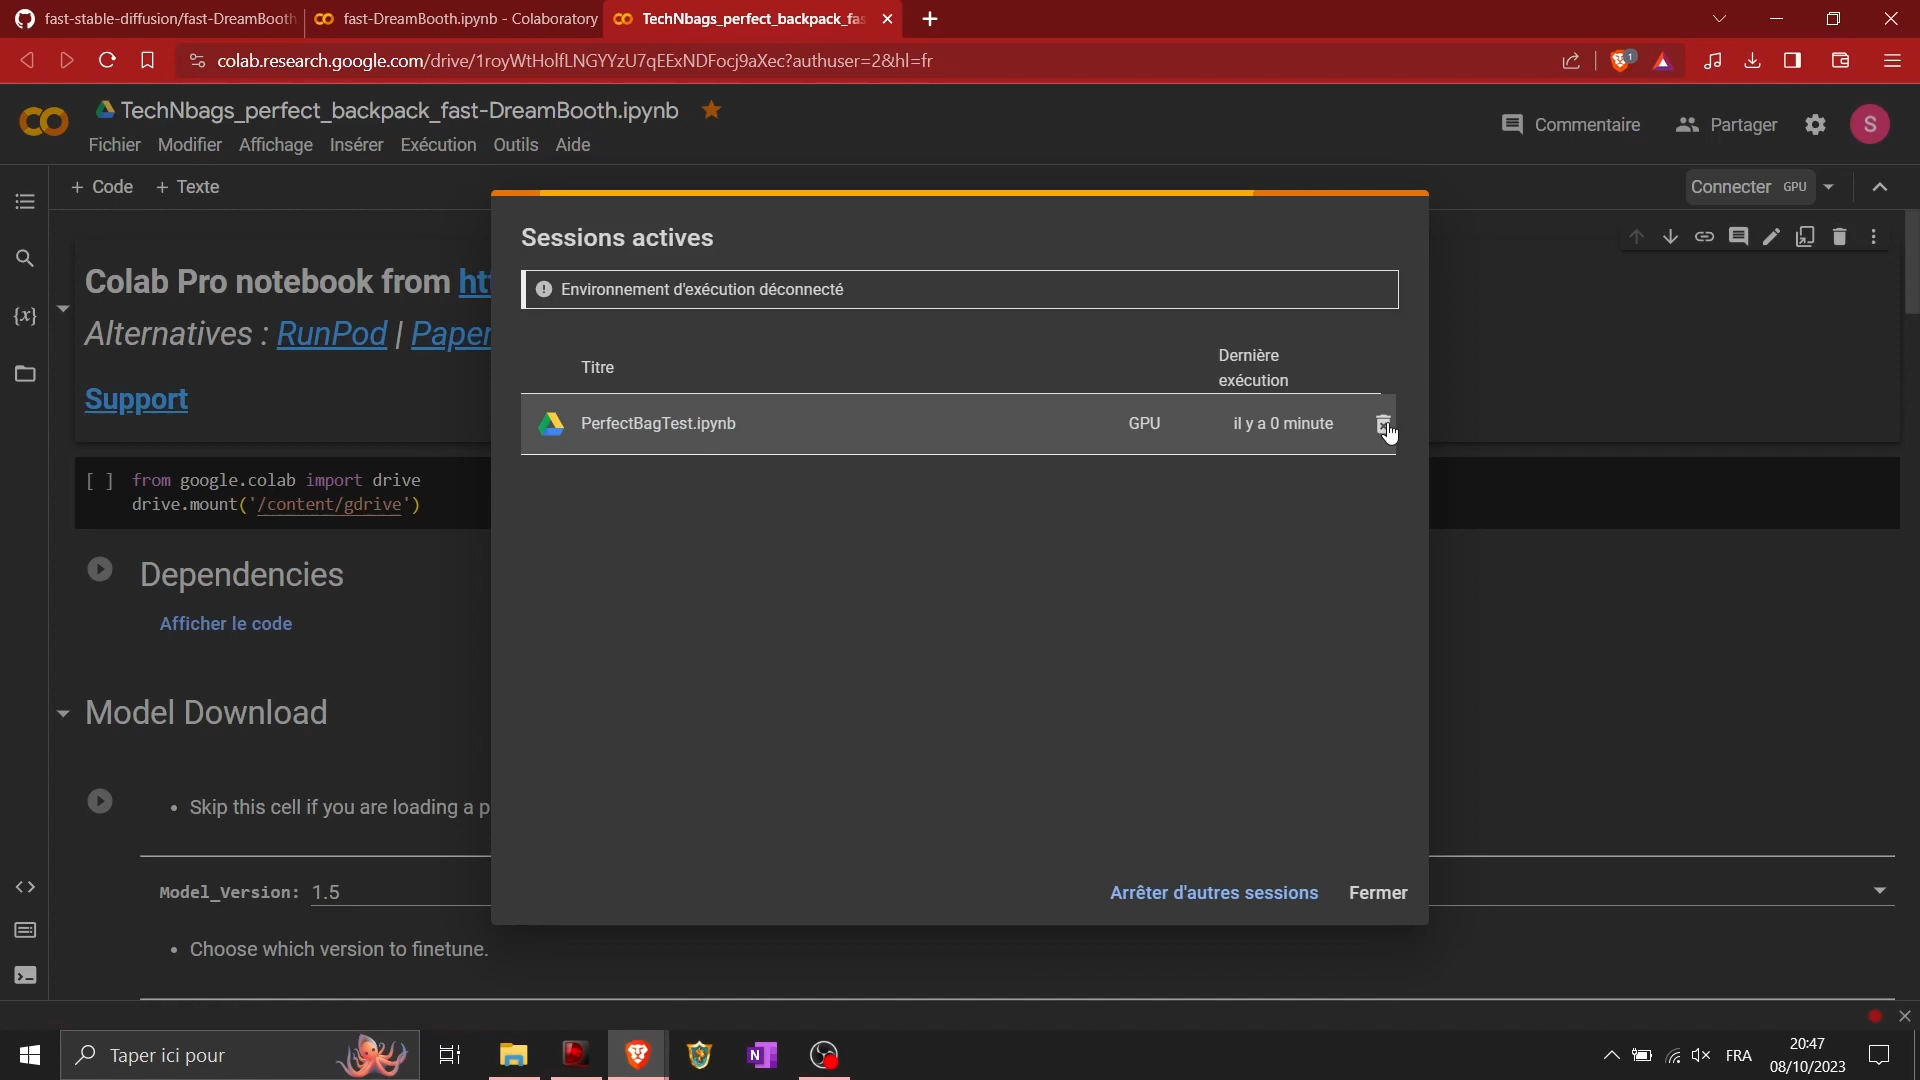 fast-stable-diffusion/fast-DreamBooth
fast-DreamBooth.ipynb - Colaboratory
TechNbags_perfect_backpack_fas
colab.research.google.com/drive/1royWtHolfLNGYYzU7qEExNDFocj9aXec?authuser=2&hl=fr
1
TechNbags_perfect_backpack_fast-DreamBooth.ipynb
Fichier Modifier Affichage Insérer Exécution Outils Aide
Commentaire
Partager
S
+ Code + Texte
Connecter GPU
Sessions actives
Environnement d'exécution déconnecté
Titre
Dernière
exécution
PerfectBagTest.ipynb GPU il y a 0 minute
Arrêter d'autres sessions Fermer
{x}
Colab Pro notebook from htt
Alternatives : RunPod | Paper
Support
[ ] from google.colab import drive
drive.mount('/content/gdrive')
Dependencies
Afficher le code
Model Download
• Skip this cell if you are loading a p
Model_Version: 1.5
• Choose which version to finetune.
Taper ici pour
N
FRA
20:47
08/10/2023